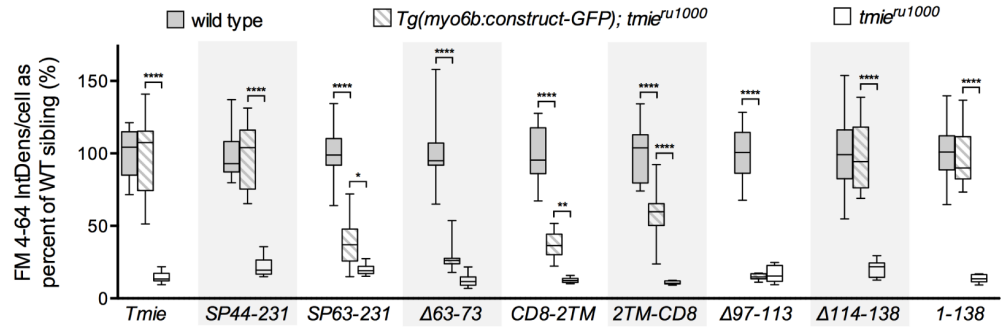 wild type Tg(myo6b:construct-GFP); tmie^ru1000 tmie^ru1000
FM 4-64 IntDens/cell as
percent of WT sibling (%)
150
100
50
0
**** **** **** **** **** **** **** **** ****
* ** ****
Tmie SP44-231 SP63-231 Δ63-73 CD8-2TM 2TM-CD8 Δ97-113 Δ114-138 1-138